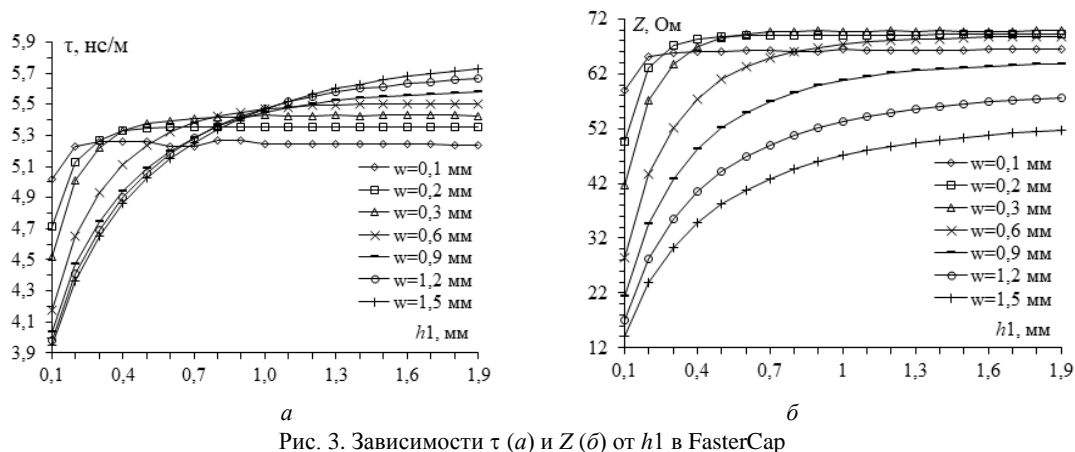 τ, нс/м
5,9
5,7
5,5
5,3
5,1
4,9
4,7
4,5
4,3
4,1
3,9
w=0,1 мм
w=0,2 мм
w=0,3 мм
w=0,6 мм
w=0,9 мм
w=1,2 мм
w=1,5 мм
h1, мм
0,1 0,4 0,7 1,0 1,3 1,6 1,9
а
Z, Ом
72
62
52
42
32
22
12
w=0,1 мм
w=0,2 мм
w=0,3 мм
w=0,6 мм
w=0,9 мм
w=1,2 мм
w=1,5 мм
h1, мм
0,1 0,4 0,7 1 1,3 1,6 1,9
б
Рис. 3. Зависимости τ (а) и Z (б) от h1 в FasterCap